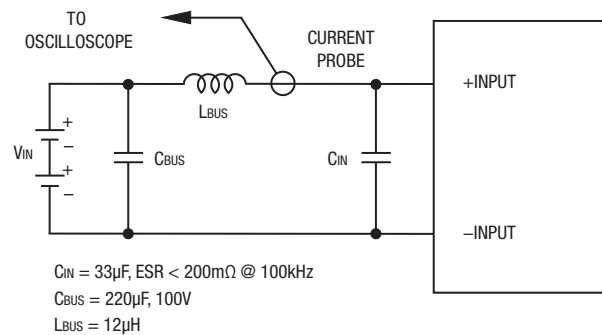 TO
OSCILLOSCOPE
CURRENT
PROBE
+INPUT
LBUS
+
VIN
−
+
−
CBUS
CIN
−INPUT
CIN = 33µF, ESR < 200mΩ @ 100kHz
CBUS = 220µF, 100V
LBUS = 12µH